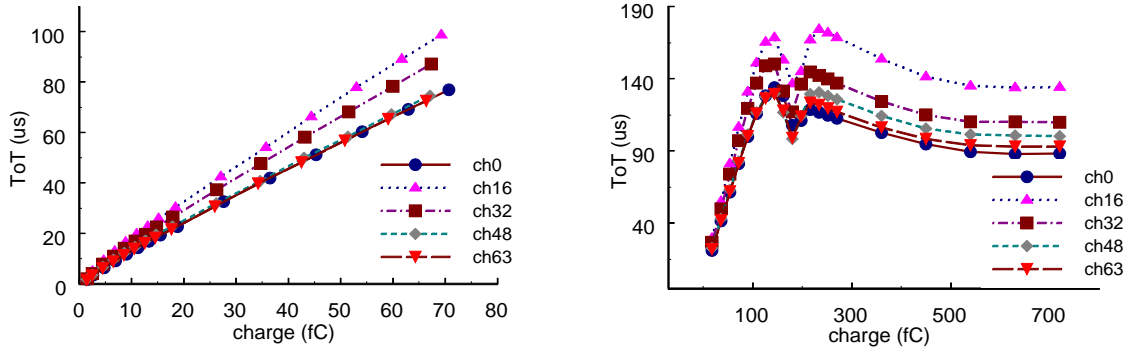 ToT (us)
100
80
60
40
20
0
0 10 20 30 40 50 60 70 80
charge (fC)
ch0
ch16
ch32
ch48
ch63
ToT (us)
190
140
90
40
100 300 500 700
charge (fC)
ch0
ch16
ch32
ch48
ch63